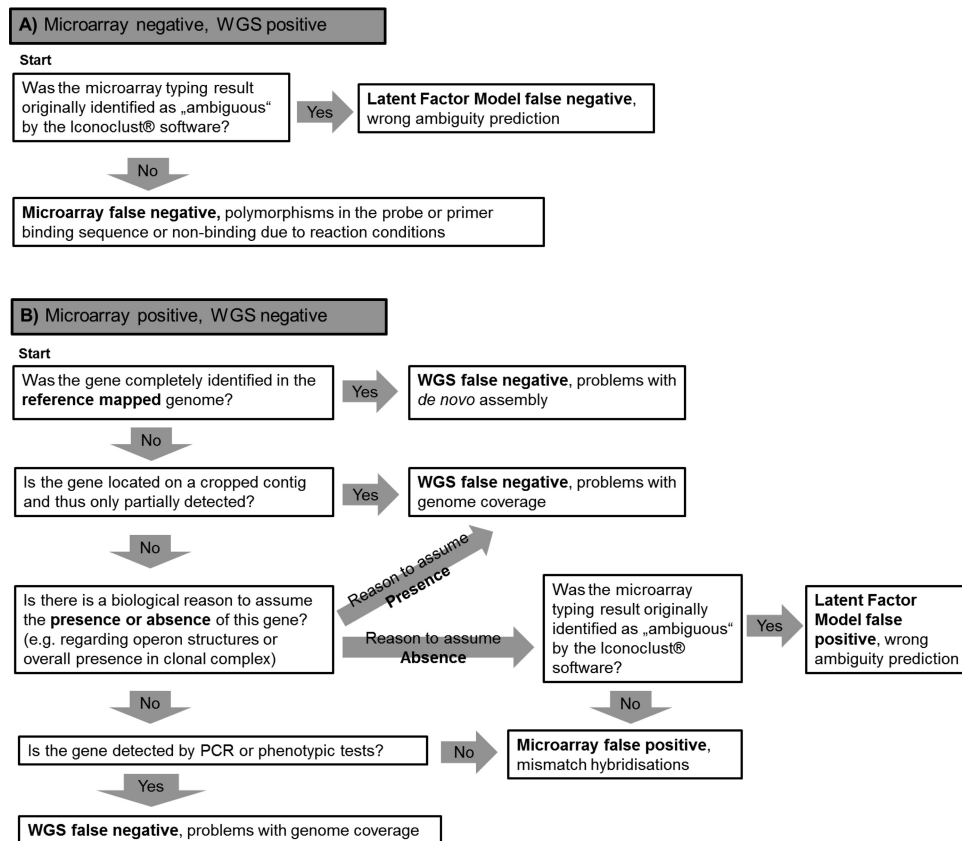 A) Microarray negative, WGS positive
Start
Was the microarray typing result
originally identified as „ambiguous“
by the Iconoclust® software?
Yes
Latent Factor Model false negative,
wrong ambiguity prediction
No
Microarray false negative, polymorphisms in the probe or primer
binding sequence or non-binding due to reaction conditions
B) Microarray positive, WGS negative
Start
Was the gene completely identified in the
reference mapped genome?
Yes
WGS false negative, problems with
de novo assembly
No
Is the gene located on a cropped contig
and thus only partially detected?
Yes
WGS false negative, problems with
genome coverage
No
Is there is a biological reason to assume
the presence or absence of this gene?
(e.g. regarding operon structures or
overall presence in clonal complex)
Reason to assume
Presence
Reason to assume
Absence
Was the microarray
typing result originally
identified as „ambiguous“
by the Iconoclust®
software?
Yes
Latent Factor
Model false
positive, wrong
ambiguity prediction
No
No
Is the gene detected by PCR or phenotypic tests?
No
Microarray false positive,
mismatch hybridisations
Yes
WGS false negative, problems with genome coverage